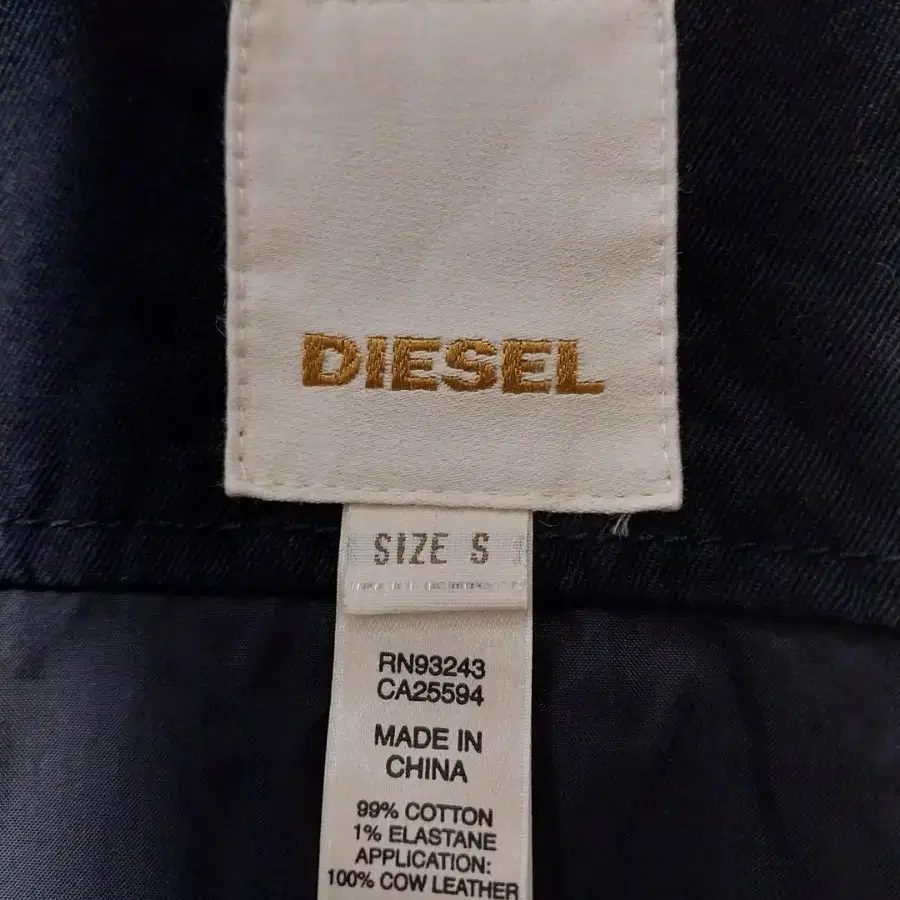 DIESEL
SIZE S
RN93243
CA25594
MADE IN
CHINA
99% COTTON
1% ELASTANE
APPLICATION:
100% COW LEATHER